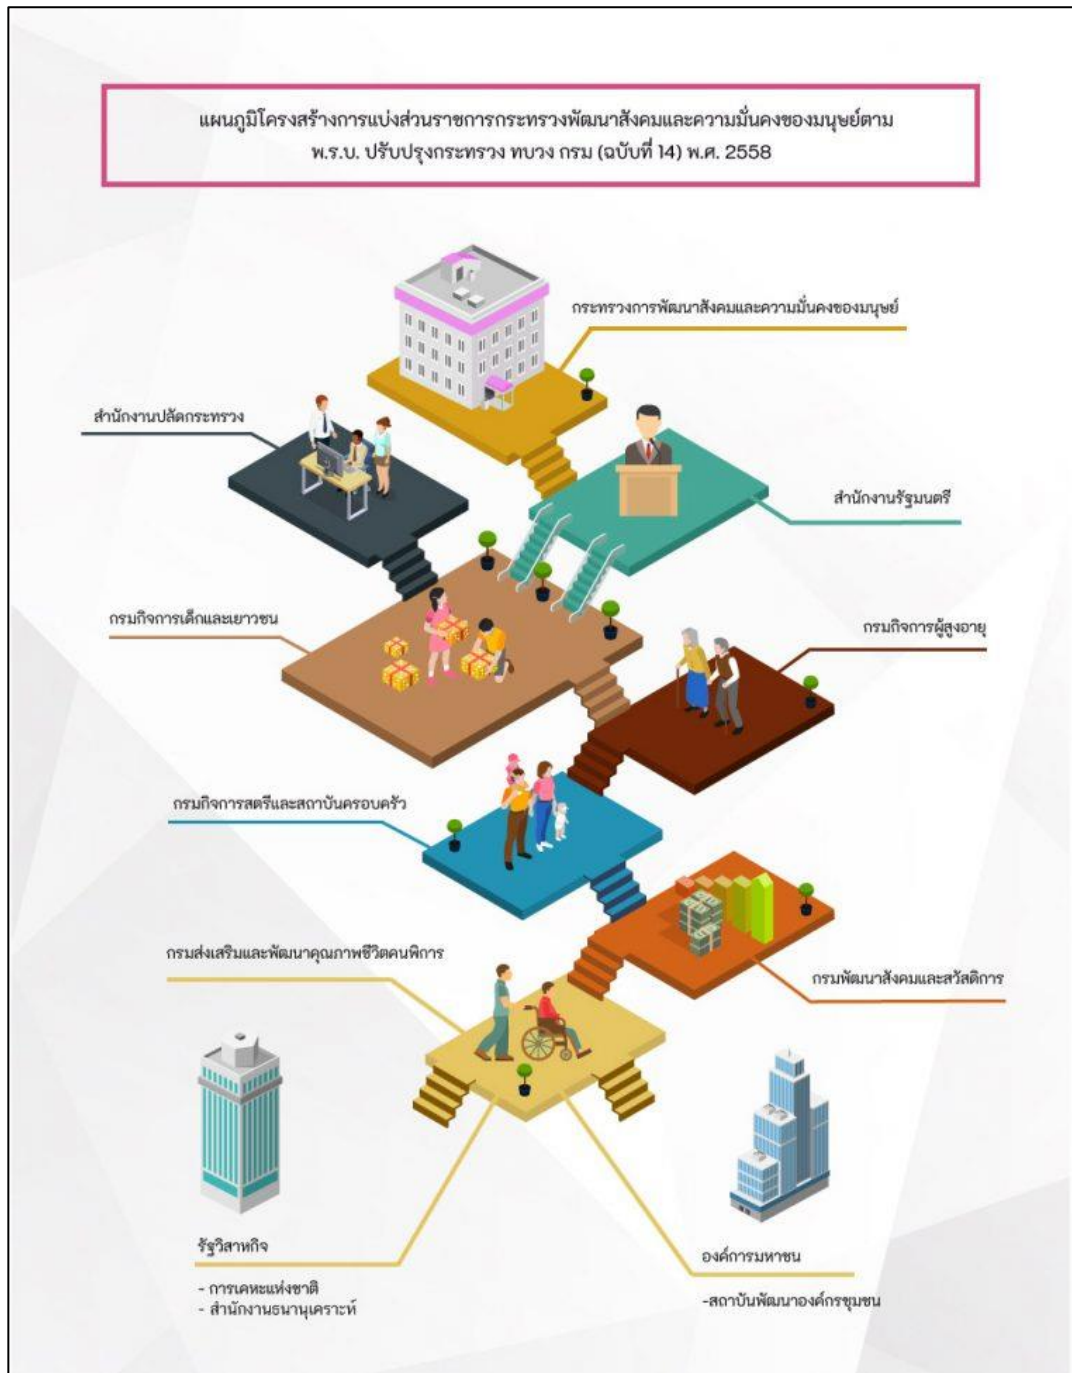 แผนภูมิโครงสร้างการแบ่งส่วนราชการกระทรวงพัฒนาสังคมและความมั่นคงของมนุษย์ตาม
พ.ร.บ. ปรับปรุงกระทรวง ทบวง กรม (ฉบับที่ 14) พ.ศ. 2558
กระทรวงการพัฒนาสังคมและความมั่นคงของมนุษย์
สำนักงานปลัดกระทรวง
สำนักงานรัฐมนตรี
กรมกิจการเด็กและเยาวชน
กรมกิจการผู้สูงอายุ
กรมกิจการสตรีและสถาบันครอบครัว
กรมส่งเสริมและพัฒนาคุณภาพชีวิตคนพิการ
กรมพัฒนาสังคมและสวัสดิการ
รัฐวิสาหกิจ
- การเคหะแห่งชาติ
- สำนักงานธนานุเคราะห์
องค์การมหาชน
-สถาบันพัฒนาองค์กรชุมชน